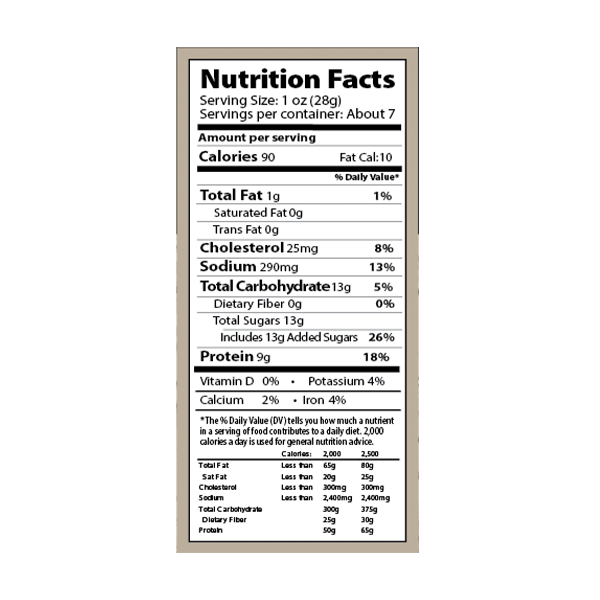 Nutrition Facts
Serving Size: 1 oz (28g)
Servings per container: About 7
Amount per serving
Calories 90 Fat Cal:10
% Daily Value*
Total Fat 1g 1%
Saturated Fat 0g
Trans Fat 0g
Cholesterol 25mg 8%
Sodium 290mg 13%
Total Carbohydrate 13g 5%
Dietary Fiber 0g 0%
Total Sugars 13g
Includes 13g Added Sugars 26%
Protein 9g 18%
Vitamin D 0% • Potassium 4%
Calcium 2% • Iron 4%
*The % Daily Value (DV) tells you how much a nutrient
in a serving of food contributes to a daily diet. 2,000
calories a day is used for general nutrition advice.
Calories: 2,000 2,500
Total Fat Less than 65g 80g
Sat Fat Less than 20g 25g
Cholesterol Less than 300mg 300mg
Sodium Less than 2,400mg 2,400mg
Total Carbohydrate 300g 375g
Dietary Fiber 25g 30g
Protein 50g 65g